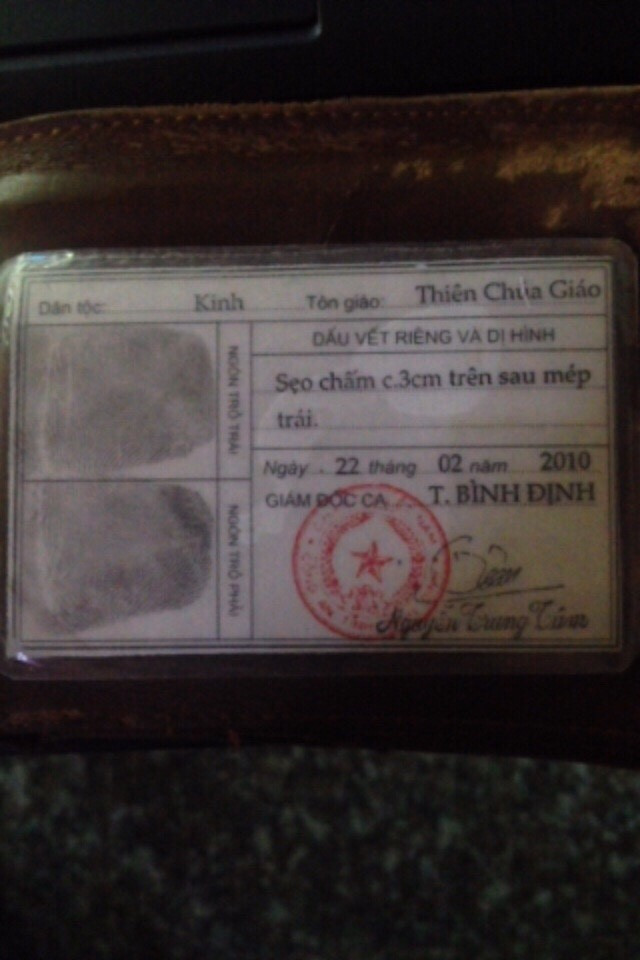 Dân tộc: Kinh Tôn giáo: Thiên Chúa Giáo
NGÓN TRỎ TRÁI
DẤU VẾT RIÊNG VÀ DỊ HÌNH
Sẹo chấm c.3cm trên sau mép
trái.
Ngày 22 tháng 02 năm 2010
GIÁM ĐỐC CA T. BÌNH ĐỊNH
NGÓN TRỎ PHẢI
Nguyễn Trung Tâm